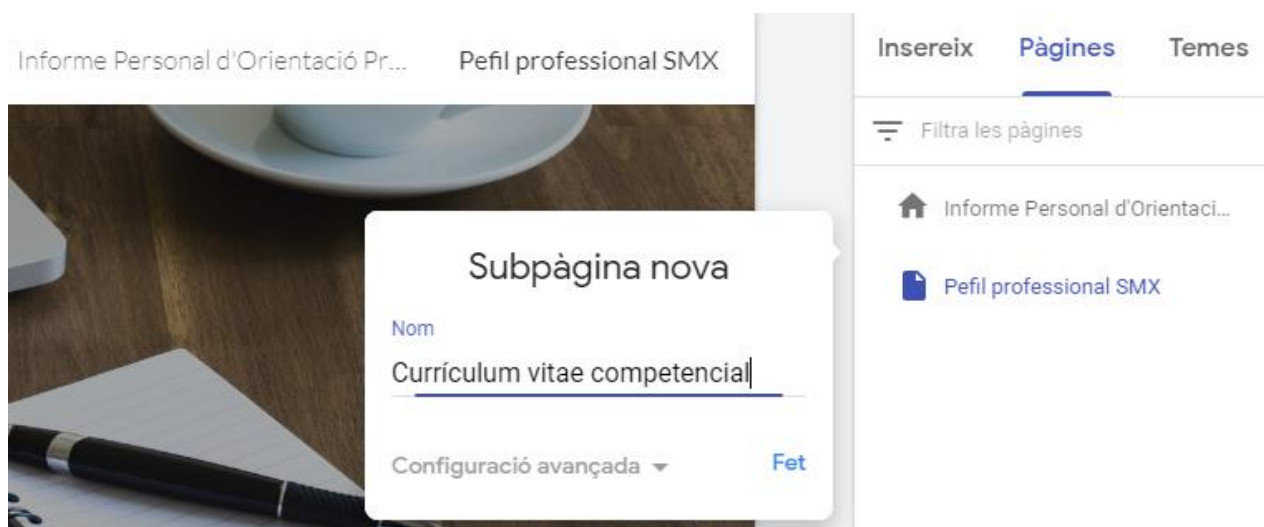 Informe Personal d'Orientació Pr...
Pefil professional SMX
Insereix
Pàgines
Temes
Filtra les pàgines
Informe Personal d'Orientaci...
Pefil professional SMX
Subpàgina nova
Nom
Currículum vitae competencial
Configuració avançada
Fet